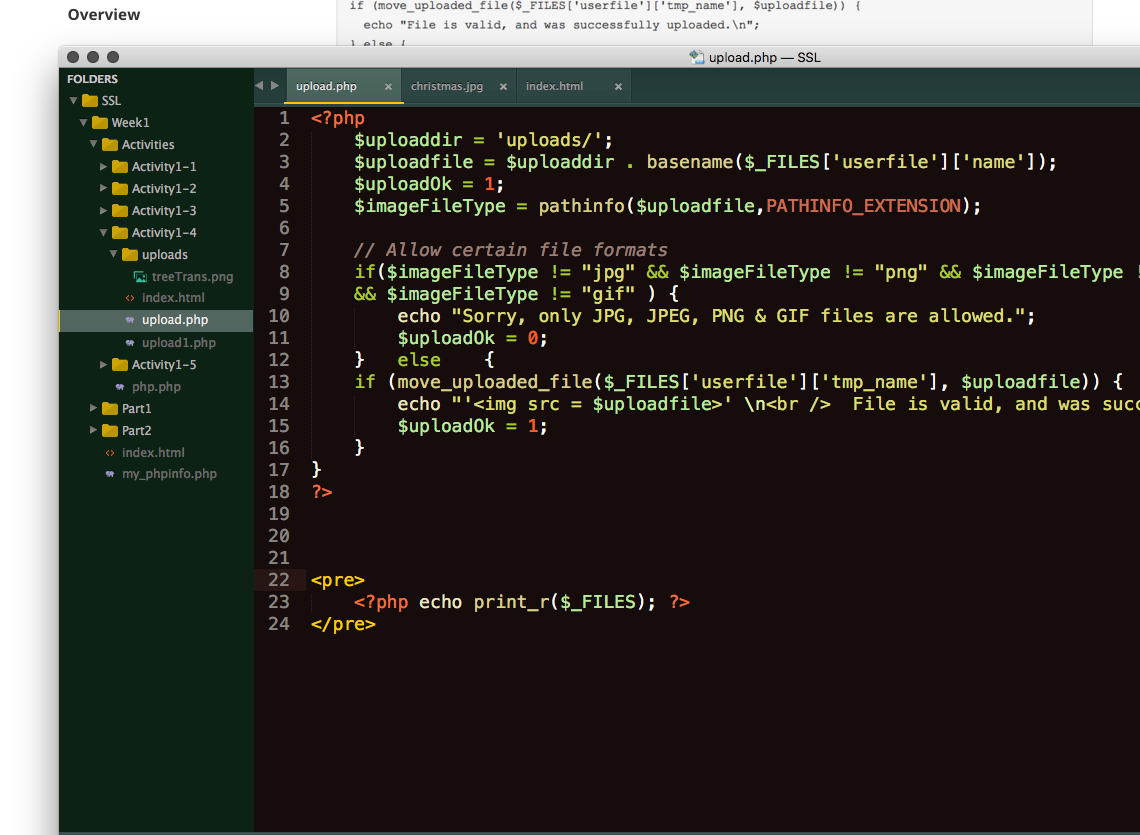 Overview
if (move_uploaded_file($_FILES['userfile']['tmp_name'], $uploadfile)) {
echo "File is valid, and was successfully uploaded.\n";
} else {
upload.php — SSL
FOLDERS
SSL
Week1
Activities
Activity1-1
Activity1-2
Activity1-3
Activity1-4
uploads
treeTrans.png
index.html
upload.php
upload1.php
Activity1-5
php.php
Part1
Part2
index.html
my_phpinfo.php
upload.php × christmas.jpg × index.html ×
1 <?php
2 $uploaddir = 'uploads/';
3 $uploadfile = $uploaddir . basename($_FILES['userfile']['name']);
4 $uploadOk = 1;
5 $imageFileType = pathinfo($uploadfile,PATHINFO_EXTENSION);
6
7 // Allow certain file formats
8 if($imageFileType != "jpg" && $imageFileType != "png" && $imageFileType !
9 && $imageFileType != "gif" ) {
10 echo "Sorry, only JPG, JPEG, PNG & GIF files are allowed.";
11 $uploadOk = 0;
12 } else {
13 if (move_uploaded_file($_FILES['userfile']['tmp_name'], $uploadfile)) {
14 echo "'<img src = $uploadfile>' \n<br /> File is valid, and was succ
15 $uploadOk = 1;
16 }
17 }
18 ?>
19
20
21
22 <pre>
23 <?php echo print_r($_FILES); ?>
24 </pre>